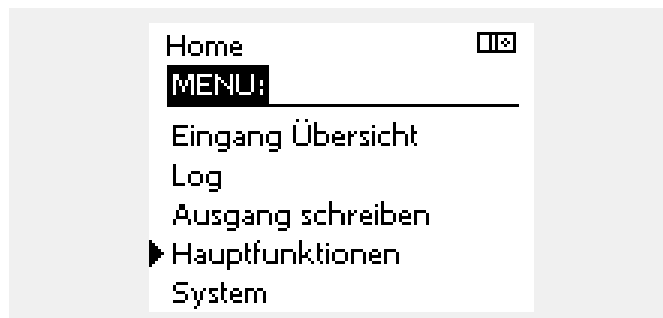 Home
MENU:
Eingang Übersicht
Log
Ausgang schreiben
Hauptfunktionen
System